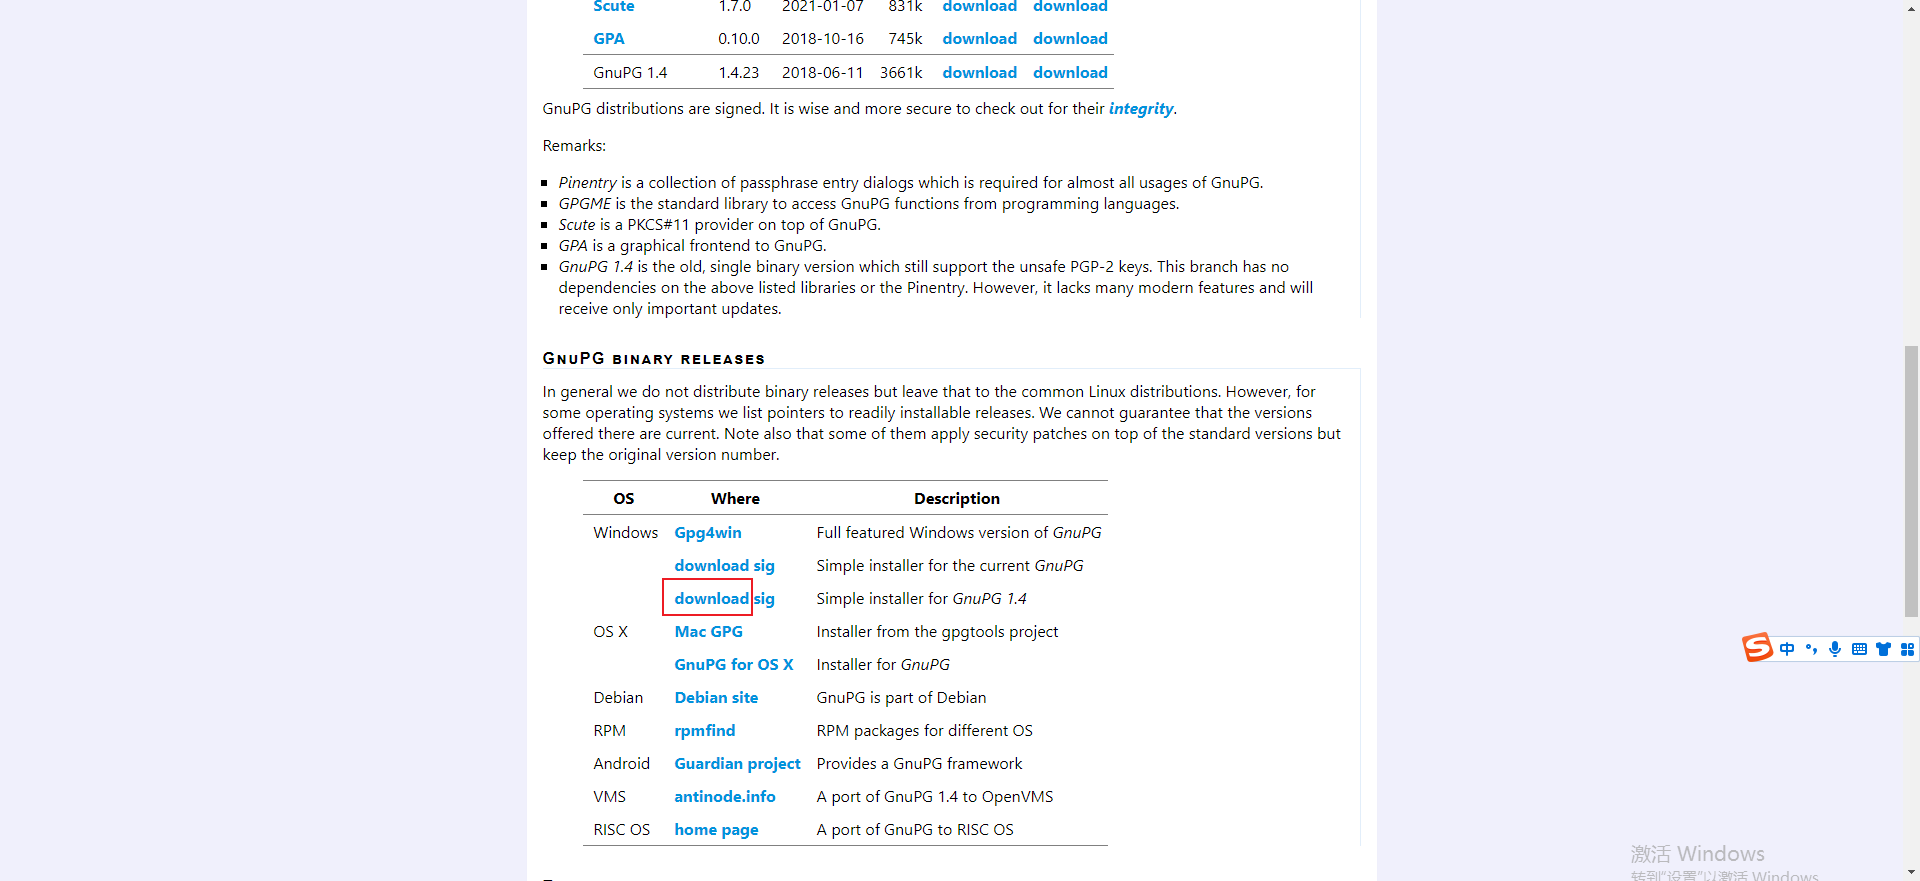 Scute 1.7.0 2021-01-07 831k download download
GPA 0.10.0 2018-10-16 745k download download
GnuPG 1.4 1.4.23 2018-06-11 3661k download download
GnuPG distributions are signed. It is wise and more secure to check out for their integrity.
Remarks:
Pinentry is a collection of passphrase entry dialogs which is required for almost all usages of GnuPG.
GPGME is the standard library to access GnuPG functions from programming languages.
Scute is a PKCS#11 provider on top of GnuPG.
GPA is a graphical frontend to GnuPG.
GnuPG 1.4 is the old, single binary version which still support the unsafe PGP-2 keys. This branch has no
dependencies on the above listed libraries or the Pinentry. However, it lacks many modern features and will
receive only important updates.
GNUPG BINARY RELEASES
In general we do not distribute binary releases but leave that to the common Linux distributions. However, for
some operating systems we list pointers to readily installable releases. We cannot guarantee that the versions
offered there are current. Note also that some of them apply security patches on top of the standard versions but
keep the original version number.
OS Where Description
Windows Gpg4win Full featured Windows version of GnuPG
download sig Simple installer for the current GnuPG
download sig Simple installer for GnuPG 1.4
OS X Mac GPG Installer from the gpgtools project
GnuPG for OS X Installer for GnuPG
Debian Debian site GnuPG is part of Debian
RPM rpmfind RPM packages for different OS
Android Guardian project Provides a GnuPG framework
VMS antinode.info A port of GnuPG 1.4 to OpenVMS
RISC OS home page A port of GnuPG to RISC OS
中
激活 Windows
转到"设置"以激活 Windows